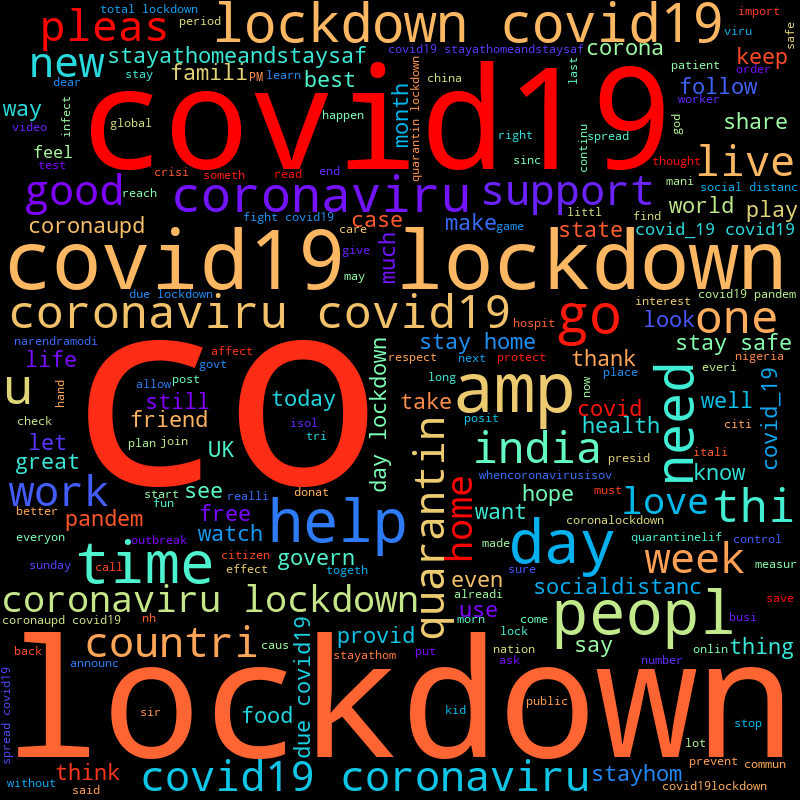 total lockdown
period
import
pleas
lockdown covid19
viru
safe
new
stayathomeandstaysaf
covid19 stayathomeandstaysaf
corona
last
keep
stay
famili
PM
learn
best
quarantin lockdown
china
patient
order
dear
covid19
follow
worker
way
infect
month
video
global
happen
right
spread
god
share
continu
test
feel
crisi
someth
read
end
sinc
thought
live
good
reach
coronaviru
support
mani
social distanc
coronaupd
fight covid19
case
care
make
game
littl
find
world
play
state
covid_19 covid19
covid19
give
much
may
lockdown
due lockdown
coronaviru covid19
go
interest
covid19 pandem
look
one
narendramodi
hospit
life
affect
govt
co
day lockdown
stay home
respect
next
protect
stay safe
nigeria
thank
everi
u
hand
allow
post
today
long
amp
now
place
need
well
still
isol
take
posit
covid
citi
covid_19
check
friend
tri
health
let
plan
join
UK
quarantin
india
presid
itali
know
great
start
see
realli
donat
whencoronavirusisov
work
fun
help
home
hope
must
love
thi
better
pandem
free
watch
want
coronalockdown
everyon
outbreak
citizen
made
day
quarantinelif
control
time
call
govern
sunday
effect
togeth
even
sure
week
measur
coronaviru lockdown
alreadi
socialdistanc
use
save
coronaupd covid19
nh
morn
come
peopl
busi
countri
due covid19
provid
put
lock
say
onlin
thing
back
caus
stayathom
nation
ask
number
announc
spread covid19
lockdown
sir
food
kid
public
stop
lot
think
prevent
commun
without
said
covid19 coronaviru
stayhom
covid19lockdown